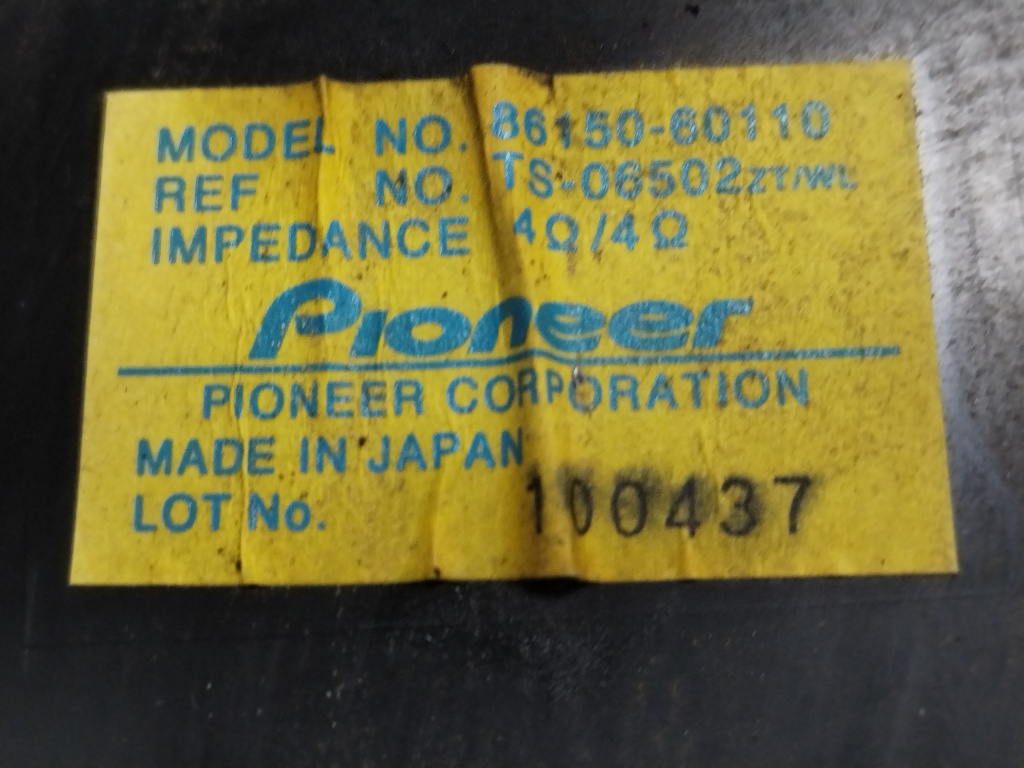 MODEL NO. 86150-60110
REF NO. TS-06502ZT/WL
IMPEDANCE 4Ω/4Ω
Pioneer
PIONEER CORPORATION
MADE IN JAPAN
LOT No. 100437